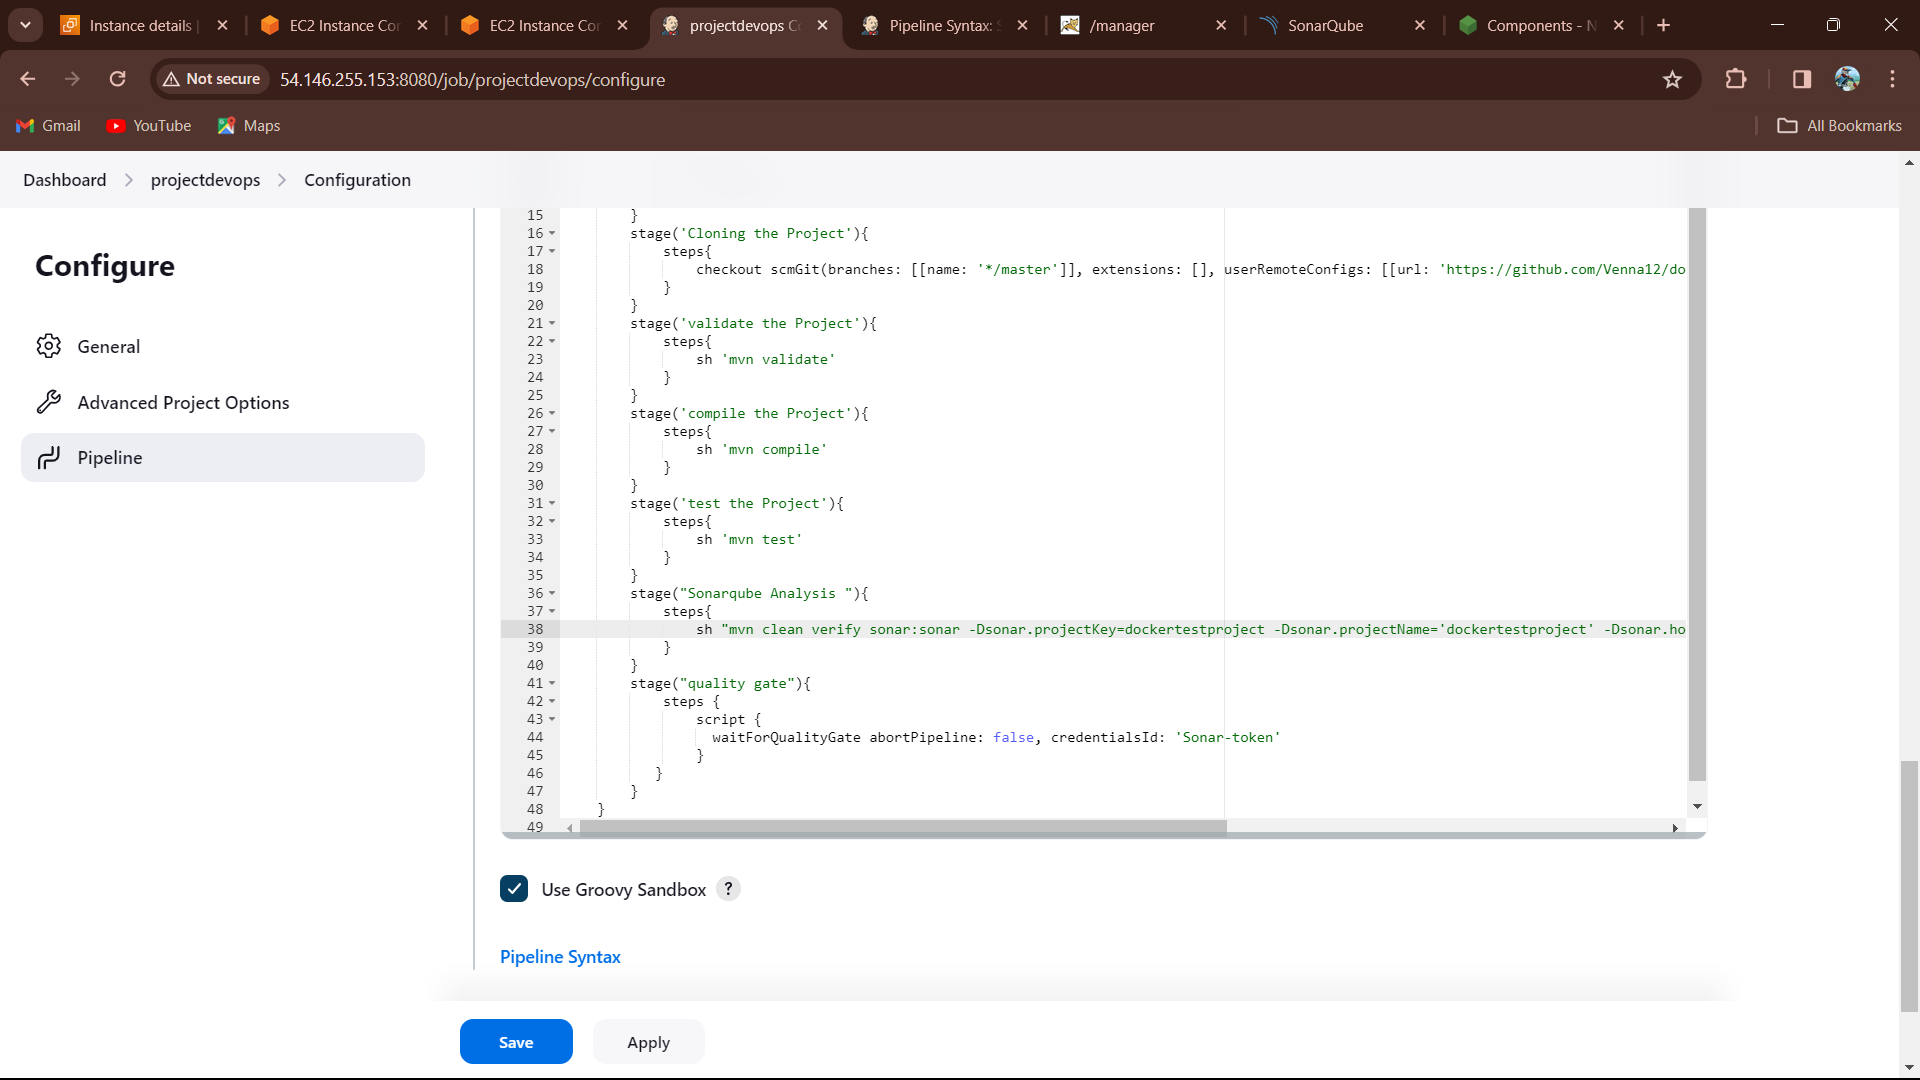 Instance details
EC2 Instance Cor
EC2 Instance Cor
projectdevops Co
Pipeline Syntax: S
/manager
SonarQube
Components - N
Not secure
54.146.255.153:8080/job/projectdevops/configure
Gmail
YouTube
Maps
All Bookmarks
Dashboard
projectdevops
Configuration
Configure
General
Advanced Project Options
Pipeline
15 }
16 stage('Cloning the Project'){
17 steps{
18 checkout scmGit(branches: [[name: '*/master']], extensions: [], userRemoteConfigs: [[url: 'https://github.com/Venna12/do
19 }
20 }
21 stage('validate the Project'){
22 steps{
23 sh 'mvn validate'
24 }
25 }
26 stage('compile the Project'){
27 steps{
28 sh 'mvn compile'
29 }
30 }
31 stage('test the Project'){
32 steps{
33 sh 'mvn test'
34 }
35 }
36 stage("Sonarqube Analysis "){
37 steps{
38 sh "mvn clean verify sonar:sonar -Dsonar.projectKey=dockertestproject -Dsonar.projectName='dockertestproject' -Dsonar.ho
39 }
40 }
41 stage("quality gate"){
42 steps {
43 script {
44 waitForQualityGate abortPipeline: false, credentialsId: 'Sonar-token'
45 }
46 }
47 }
48 }
49
Use Groovy Sandbox ?
Pipeline Syntax
Save
Apply